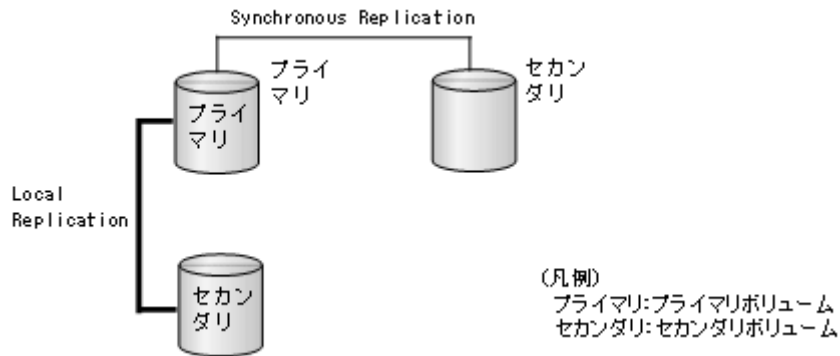 Synchronous Replication
プライ
マリ
セカン
ダリ
プライ
マリ
Local
Replication
セカン
ダリ
(凡例)
プライマリ:プライマリボリューム
セカンダリ:セカンダリボリューム